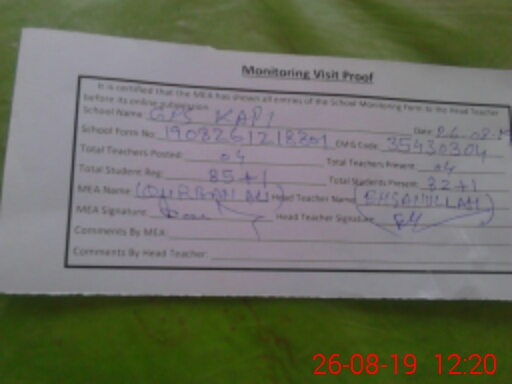 Monitoring Visit Proof
It is certified that the MEA has shown all entries of the School Monitoring Form to the Head Teacher
before its online submission.
School Name: GPS KAPI Date: 26-08-19
School Form No: EMIS Code: 35430304
Total Teachers Posted: 04 Total Teachers Present: 04
Total Student Reg: 85+1 Total Students Present: 82+1
MEA Name (QURBAN ALI) Head Teacher Name: EHSANULLAH
MEA Signature: Head Teacher Signature:
Comments By MEA:
Comments By Head Teacher:
26-08-19 12:20